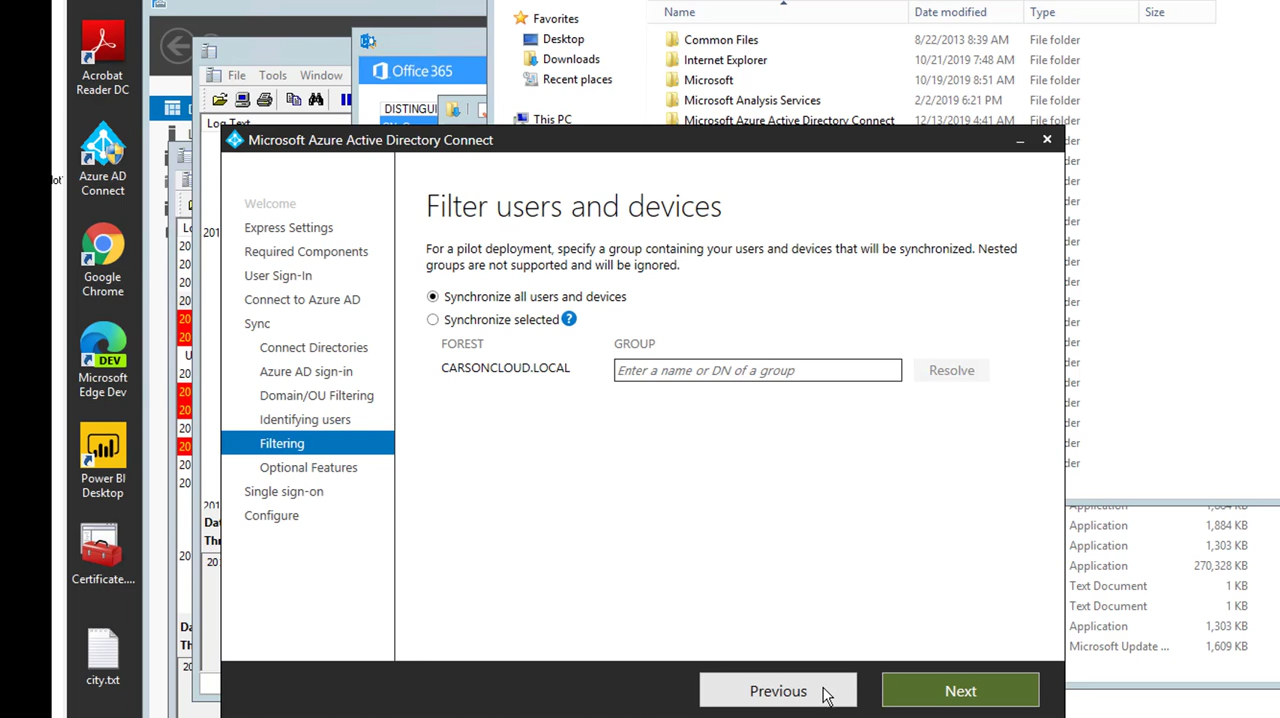 Acrobat
Reader DC
Azure AD
Connect
Google
Chrome
DEV
Microsoft
Edge Dev
Power BI
Desktop
Certificate....
city.txt
File Tools Window
Log Text
Office 365
Favorites
Desktop
Downloads
Recent places
This PC
Name Date modified Type Size
Common Files 8/22/2013 8:39 AM File folder
Internet Explorer 10/21/2019 7:48 AM File folder
Microsoft 10/19/2019 8:51 AM File folder
Microsoft Analysis Services 2/2/2019 6:21 PM File folder
Microsoft Azure Active Directory Connect 12/13/2019 4:41 AM File folder
Microsoft Azure Active Directory Connect
Welcome
Express Settings
Required Components
User Sign-In
Connect to Azure AD
Sync
Connect Directories
Azure AD sign-in
Domain/OU Filtering
Identifying users
Filtering
Optional Features
Single sign-on
Configure
Filter users and devices
For a pilot deployment, specify a group containing your users and devices that will be synchronized. Nested
groups are not supported and will be ignored.
Synchronize all users and devices
Synchronize selected ?
FOREST GROUP
CARSONCLOUD.LOCAL Enter a name or DN of a group Resolve
Previous Next
Application 1,884 KB
Application 1,303 KB
Application 270,328 KB
Text Document 1 KB
Text Document 1 KB
Application 1,303 KB
Microsoft Update ... 1,609 KB